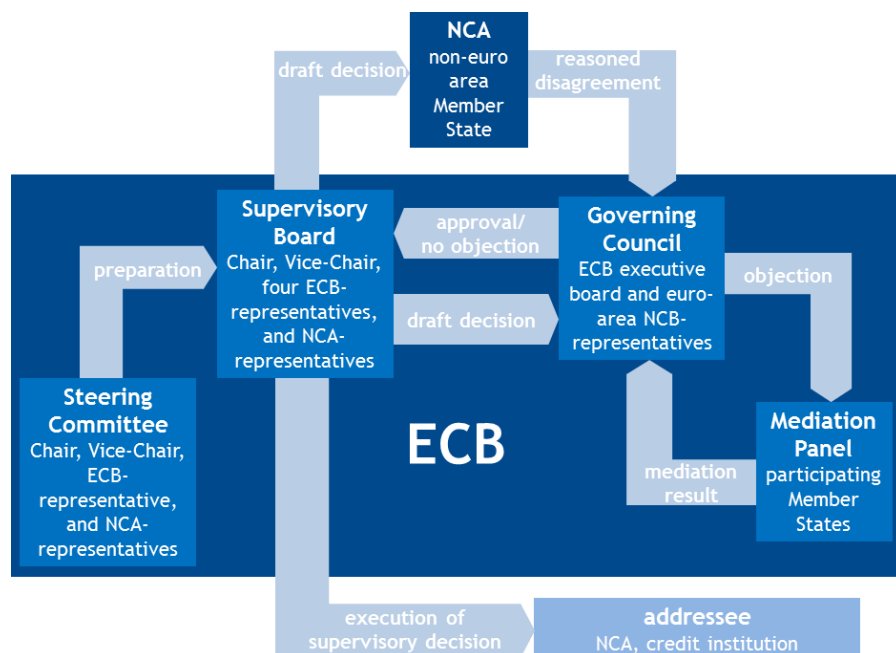 NCA
non-euro
area
Member
State
draft decision
reasoned
disagreement
Supervisory
Board
Chair, Vice-Chair,
four ECB-
representatives,
and NCA-
representatives
approval/
no objection
Governing
Council
ECB executive
board and euro-
area NCB-
representatives
preparation
objection
draft decision
Steering
Committee
Chair, Vice-Chair,
ECB-
representative,
and NCA-
representatives
ECB
Mediation
Panel
participating
Member
States
mediation
result
execution of
supervisory decision
addressee
NCA, credit institution